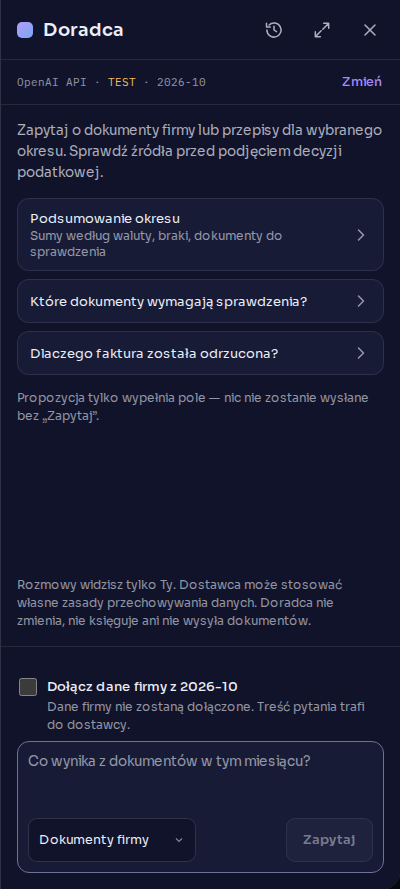 Doradca
OpenAI API · TEST · 2026-10
Zmień
Zapytaj o dokumenty firmy lub przepisy dla wybranego
okresu. Sprawdź źródła przed podjęciem decyzji
podatkowej.
Podsumowanie okresu
Sumy według waluty, braki, dokumenty do
sprawdzenia
Które dokumenty wymagają sprawdzenia?
Dlaczego faktura została odrzucona?
Propozycja tylko wypełnia pole — nic nie zostanie wysłane
bez „Zapytaj”.
Rozmowy widzisz tylko Ty. Dostawca może stosować
własne zasady przechowywania danych. Doradca nie
zmienia, nie księguje ani nie wysyła dokumentów.
Dołącz dane firmy z 2026-10
Dane firmy nie zostaną dołączone. Treść pytania trafi
do dostawcy.
Co wynika z dokumentów w tym miesiącu?
Dokumenty firmy
Zapytaj